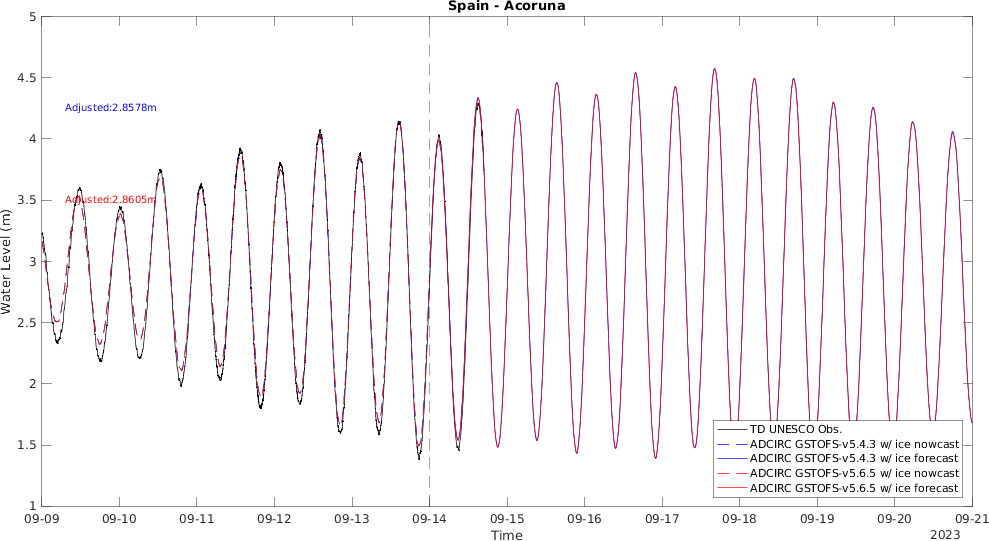 Spain - Acoruna
5
4.5
4
3.5
3
2.5
2
1.5
1
Water Level (m)
Adjusted:2.8578m
Adjusted:2.8605m
TD UNESCO Obs.
ADCIRC GSTOFS-v5.4.3 w/ ice nowcast
ADCIRC GSTOFS-v5.4.3 w/ ice forecast
ADCIRC GSTOFS-v5.6.5 w/ ice nowcast
ADCIRC GSTOFS-v5.6.5 w/ ice forecast
09-09 09-10 09-11 09-12 09-13 09-14 09-15 09-16 09-17 09-18 09-19 09-20 09-21
Time
2023